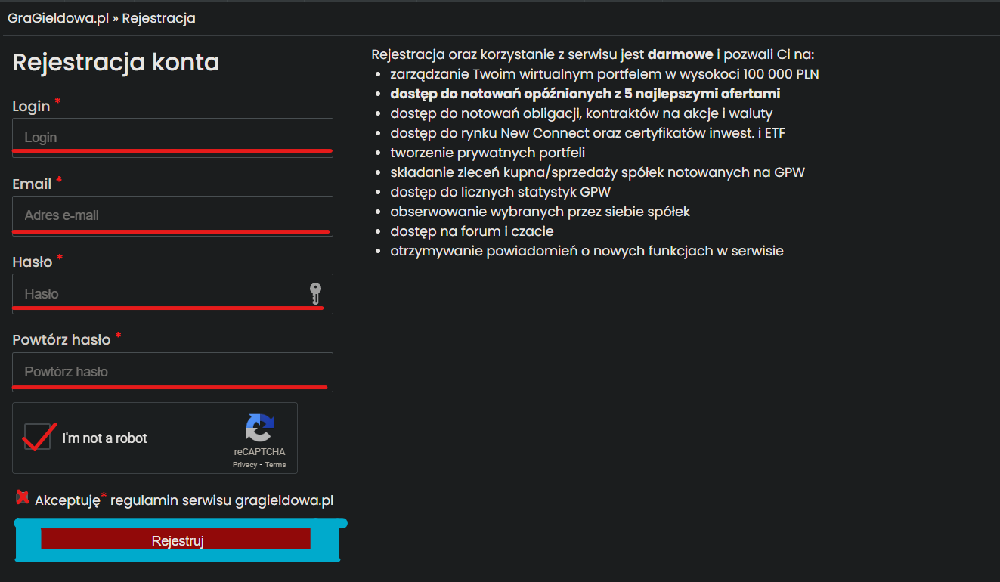 GraGieldowa.pl » Rejestracja
Rejestracja konta
Login *
Login
Email *
Adres e-mail
Hasło *
Hasło
Powtórz hasło *
Powtórz hasło
I'm not a robot
reCAPTCHA
Privacy - Terms
Akceptuję* regulamin serwisu gragieldowa.pl
Rejestruj
Rejestracja oraz korzystanie z serwisu jest darmowe i pozwali Ci na:
• zarządzanie Twoim wirtualnym portfelem w wysokoci 100 000 PLN
• dostęp do notowań opóźnionych z 5 najlepszymi ofertami
• dostęp do notowań obligacji, kontraktów na akcje i waluty
• dostęp do rynku New Connect oraz certyfikatów inwest. i ETF
• tworzenie prywatnych portfeli
• składanie zleceń kupna/sprzedaży spółek notowanych na GPW
• dostęp do licznych statystyk GPW
• obserwowanie wybranych przez siebie spółek
• dostęp na forum i czacie
• otrzymywanie powiadomień o nowych funkcjach w serwisie